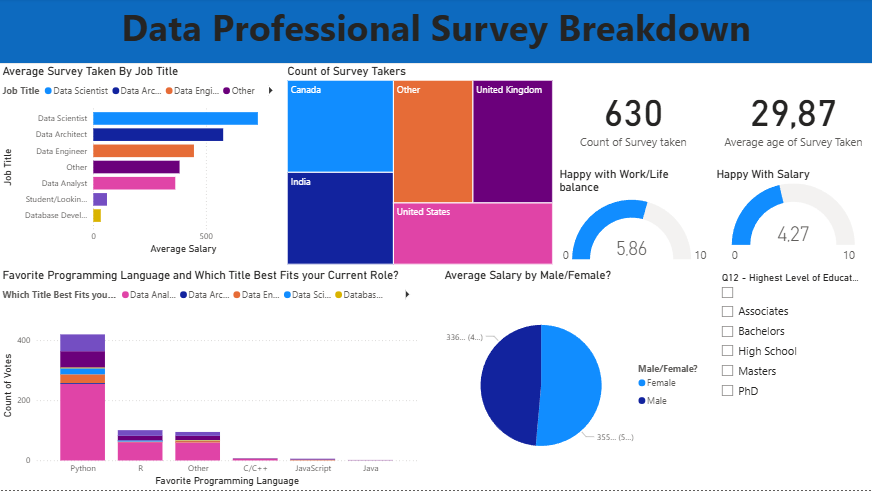 Data Professional Survey Breakdown
Average Survey Taken By Job Title
Job Title Data Scientist Data Arc... Data Engi... Other
Job Title
Data Scientist
Data Architect
Data Engineer
Other
Data Analyst
Student/Lookin...
Database Devel...
0 500
Average Salary
Count of Survey Takers
Canada
Other
United Kingdom
India
United States
630
Count of Survey taken
29,87
Average age of Survey Taken
Happy with Work/Life
balance
5,86
0 10
Happy With Salary
4,27
0 10
Favorite Programming Language and Which Title Best Fits your Current Role?
Which Title Best Fits you... Data Anal... Data Arc... Data En... Data Sci... Databas...
Count of Votes
400
200
0
Python R Other C/C++ JavaScript Java
Favorite Programming Language
Average Salary by Male/Female?
336... (4...)
355... (5...)
Male/Female?
Female
Male
Q12 - Highest Level of Educat...
Associates
Bachelors
High School
Masters
PhD